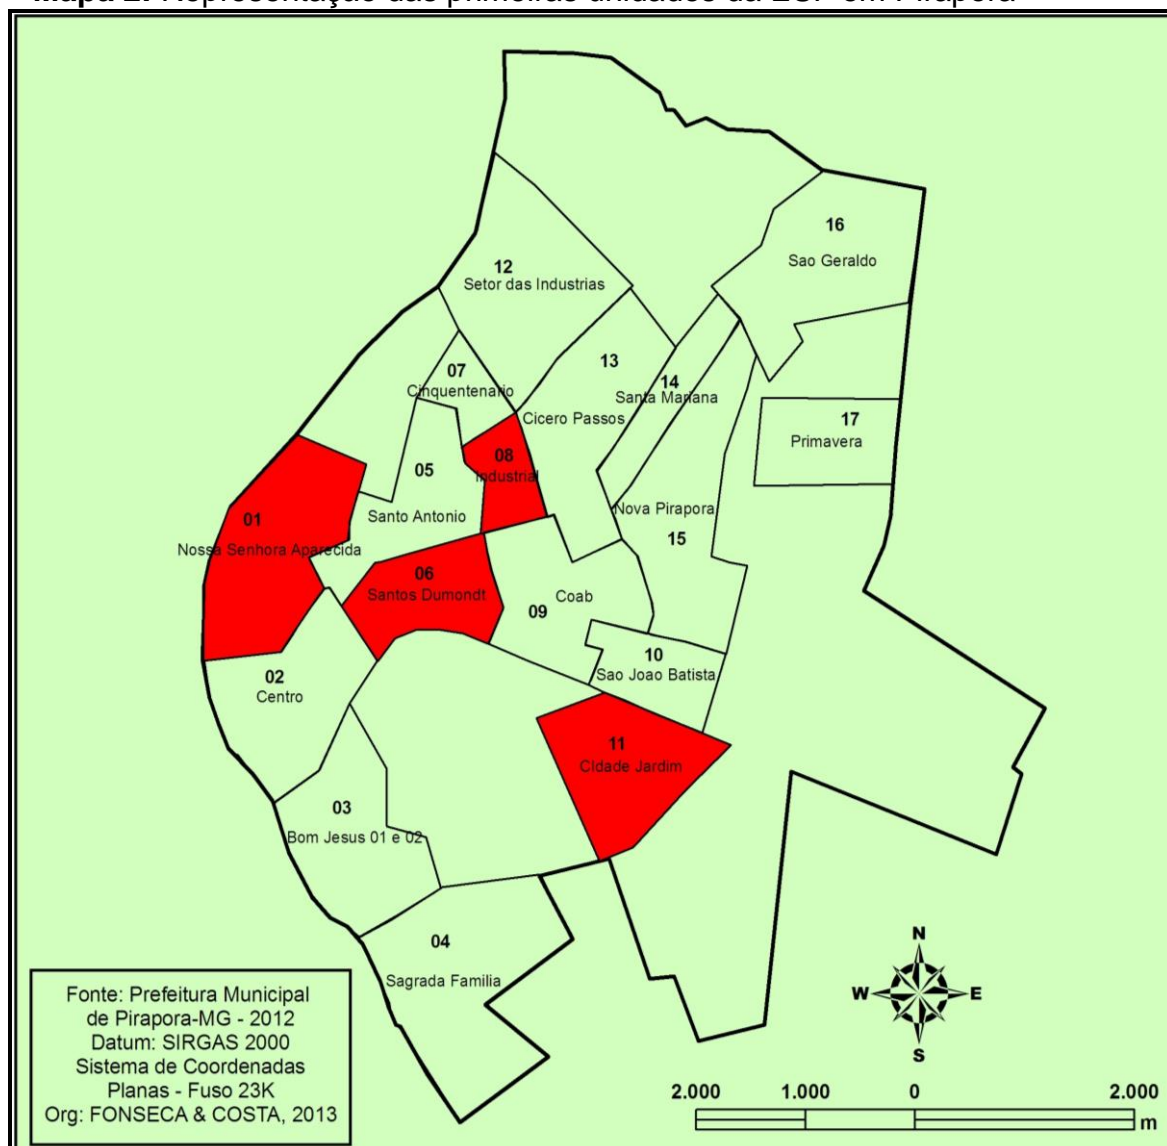 Mapa 2: Representação das primeiras unidades da ESF em Pirapora
16
Sao Geraldo
12
Setor das Industrias
13
Cicero Passos
14
Santa Mariana
07
Cinquentenario
17
Primavera
08
Industrial
05
Santo Antonio
01
Nossa Senhora Aparecida
Nova Pirapora
15
06
Santos Dumondt
Coab
09
10
Sao Joao Batista
02
Centro
11
CIdade Jardim
03
Bom Jesus 01 e 02
04
Sagrada Familia
N
W
E
S
Fonte: Prefeitura Municipal
de Pirapora-MG - 2012
Datum: SIRGAS 2000
Sistema de Coordenadas
Planas - Fuso 23K
Org: FONSECA & COSTA, 2013
2.000 1.000 0 2.000
m